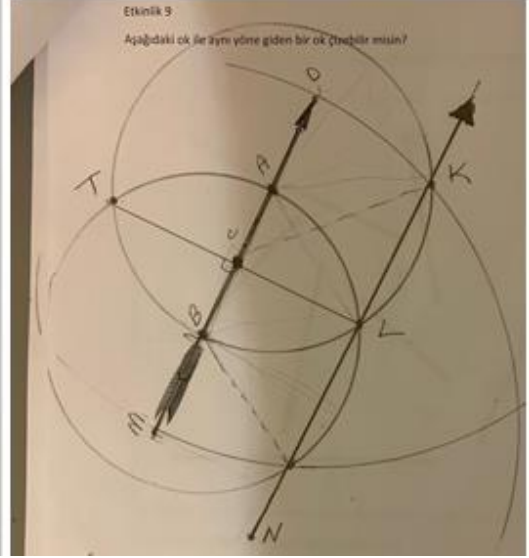 Etkinlik 9
Aşağıdaki ok ile aynı yöne giden bir ok çizebilir misin?
D
A
K
T
C
B
L
M
N